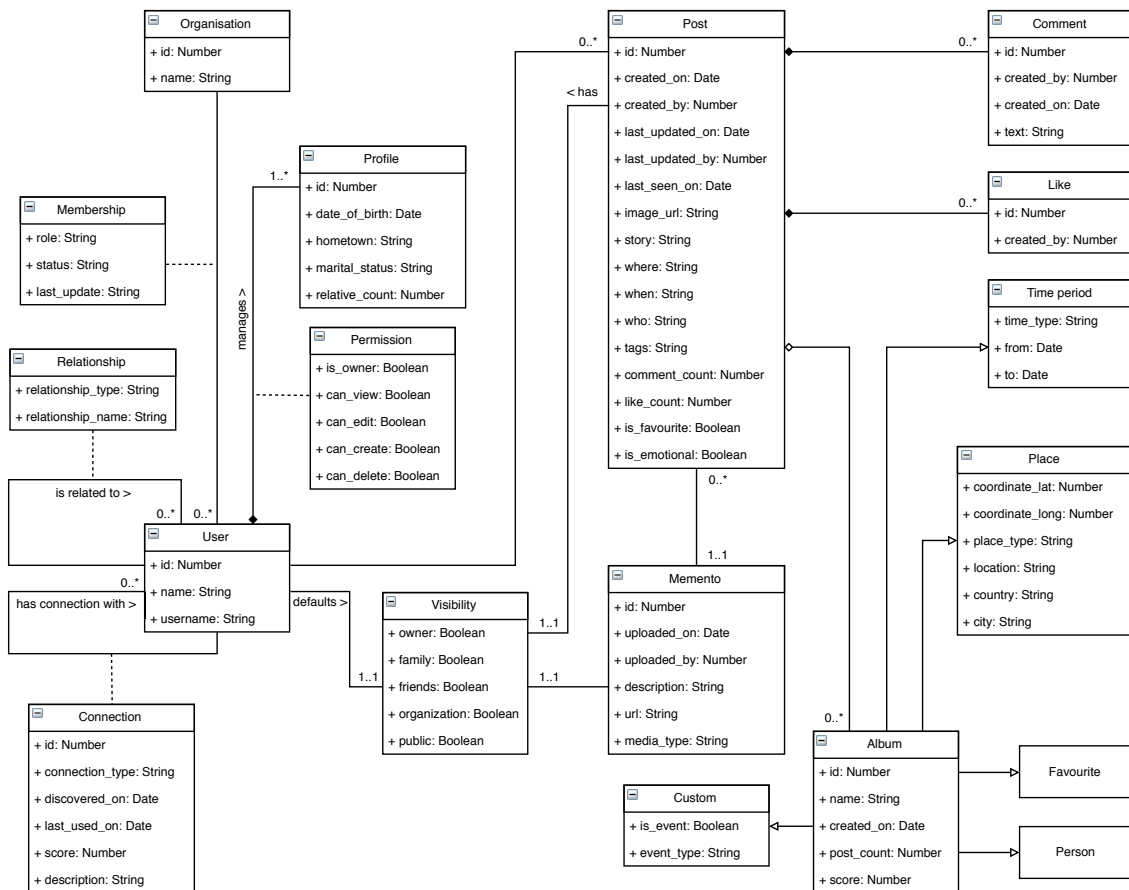 Organisation
+ id: Number
+ name: String
Post
+ id: Number
+ created_on: Date
+ created_by: Number
+ last_updated_on: Date
+ last_updated_by: Number
+ last_seen_on: Date
+ image_url: String
+ story: String
+ where: String
+ when: String
+ who: String
+ tags: String
+ comment_count: Number
+ like_count: Number
+ is_favourite: Boolean
+ is_emotional: Boolean
Comment
+ id: Number
+ created_by: Number
+ created_on: Date
+ text: String
0..*
0..*
< has
Profile
+ id: Number
+ date_of_birth: Date
+ hometown: String
+ marital_status: String
+ relative_count: Number
1..*
Like
+ id: Number
+ created_by: Number
0..*
Membership
+ role: String
+ status: String
+ last_update: String
manages >
Time period
+ time_type: String
+ from: Date
+ to: Date
Permission
+ is_owner: Boolean
+ can_view: Boolean
+ can_edit: Boolean
+ can_create: Boolean
+ can_delete: Boolean
Relationship
+ relationship_type: String
+ relationship_name: String
Place
+ coordinate_lat: Number
+ coordinate_long: Number
+ place_type: String
+ location: String
+ country: String
+ city: String
is related to >
0..*
0..*
0..*
User
+ id: Number
+ name: String
+ username: String
0..*
has connection with >
defaults >
1..1
1..1
1..1
1..1
Visibility
+ owner: Boolean
+ family: Boolean
+ friends: Boolean
+ organization: Boolean
+ public: Boolean
Memento
+ id: Number
+ uploaded_on: Date
+ uploaded_by: Number
+ description: String
+ url: String
+ media_type: String
Connection
+ id: Number
+ connection_type: String
+ discovered_on: Date
+ last_used_on: Date
+ score: Number
+ description: String
0..*
Album
+ id: Number
+ name: String
+ created_on: Date
+ post_count: Number
+ score: Number
Favourite
Custom
+ is_event: Boolean
+ event_type: String
Person